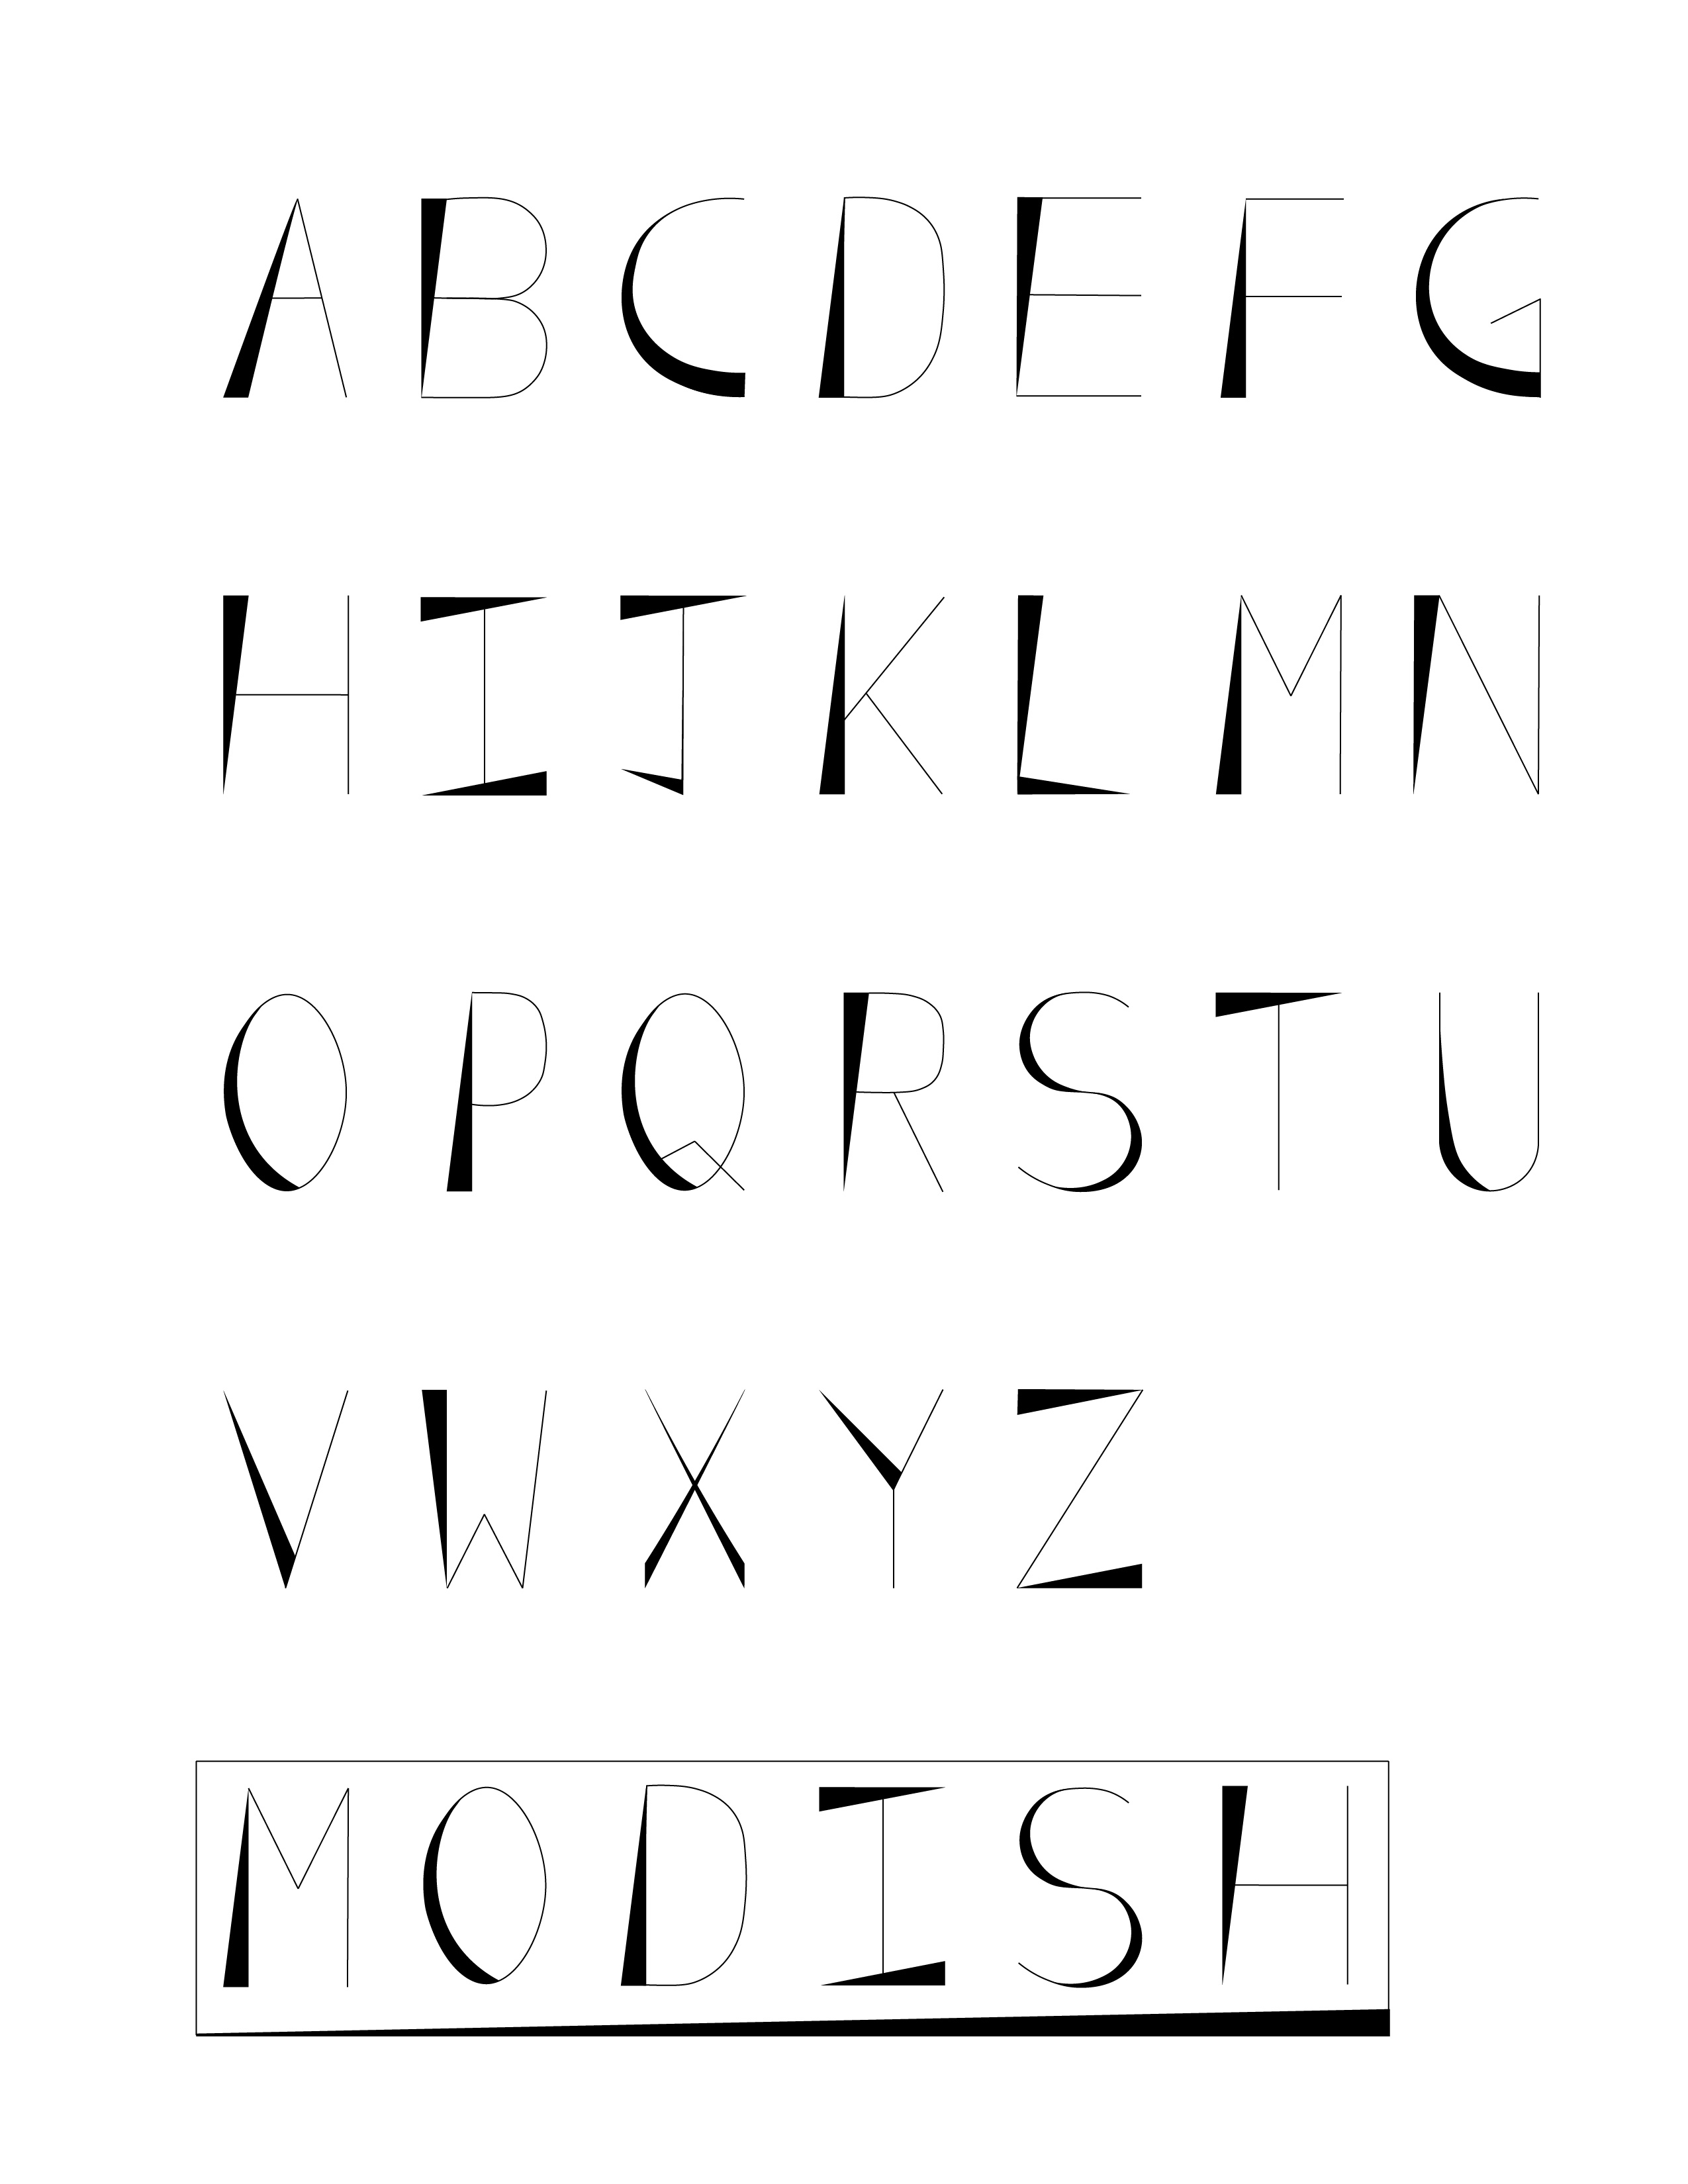 A B C D E F G
H I J K L M N
O P Q R S T U
V W X Y Z
MODISH